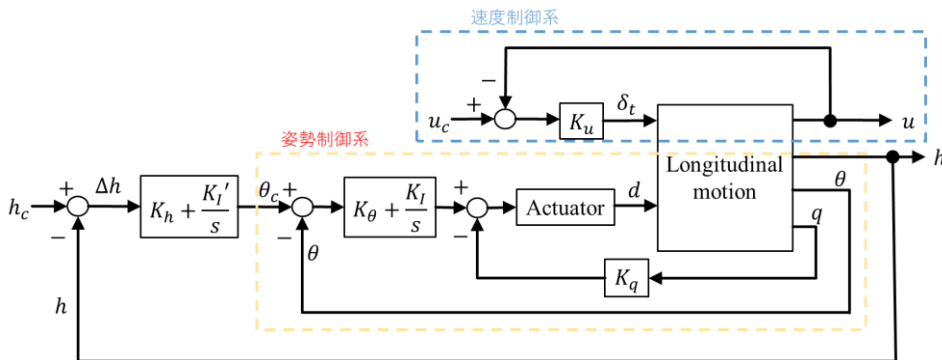 速度制御系
−
u_c
+
K_u
δ_t
u
姿勢制御系
Longitudinal
motion
h
h_c
+
−
Δh
K_h + K_I′/s
θ_c
+
−
θ
K_θ + K_I/s
+
−
Actuator
d
θ
q
K_q
h